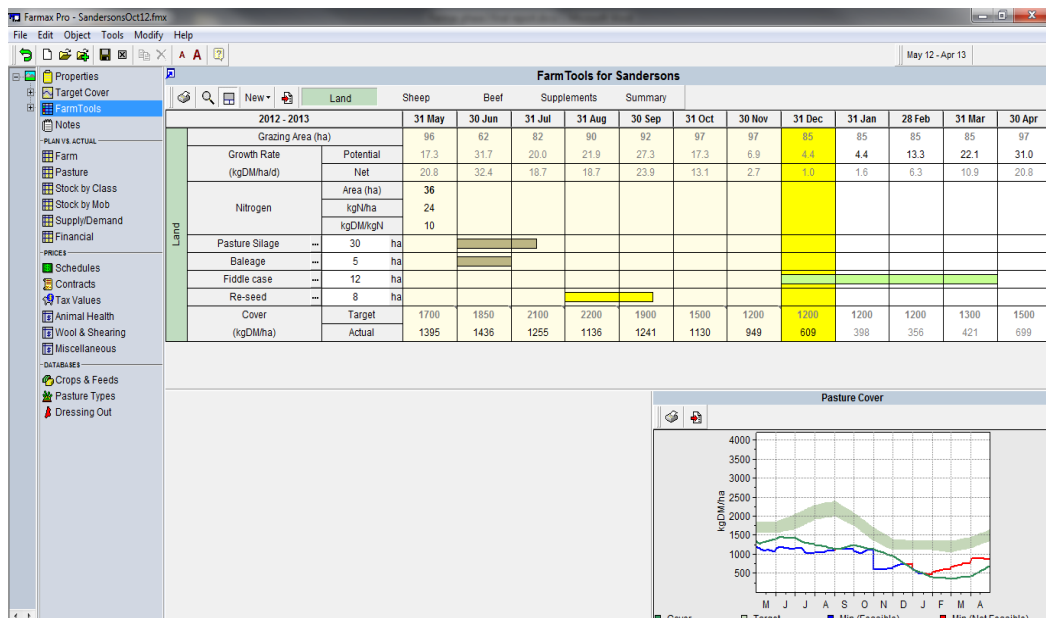 Farmax Pro - SandersonsOct12.fmx
File Edit Object Tools Modify Help
A A ? May 12 - Apr 13
Properties
Target Cover
FarmTools
Notes
PLAN VS. ACTUAL
Farm
Pasture
Stock by Class
Stock by Mob
Supply/Demand
Financial
PRICES
Schedules
Contracts
Tax Values
Animal Health
Wool & Shearing
Miscellaneous
DATABASES
Crops & Feeds
Pasture Types
Dressing Out
FarmTools for Sandersons
New Land Sheep Beef Supplements Summary
2012 - 2013 31 May 30 Jun 31 Jul 31 Aug 30 Sep 31 Oct 30 Nov 31 Dec 31 Jan 28 Feb 31 Mar 30 Apr
Land
Grazing Area (ha) 96 62 82 90 92 97 97 85 85 85 85 97
Growth Rate Potential 17.3 31.7 20.0 21.9 27.3 17.3 6.9 4.4 4.4 13.3 22.1 31.0
(kgDM/ha/d) Net 20.8 32.4 18.7 18.7 23.9 13.1 2.7 1.0 1.6 6.3 10.9 20.8
Area (ha) 36
Nitrogen kgN/ha 24
kgDM/kgN 10
Pasture Silage ... 30 ha
Baleage ... 5 ha
Fiddle case ... 12 ha
Re-seed ... 8 ha
Cover Target 1700 1850 2100 2200 1900 1500 1200 1200 1200 1200 1300 1500
(kgDM/ha) Actual 1395 1436 1255 1136 1241 1130 949 609 398 356 421 699
Pasture Cover
kgDM/ha
4000
3500
3000
2500
2000
1500
1000
500
M J J A S O N D J F M A
Cover Target Min (Feasible) Min (Not Feasible)